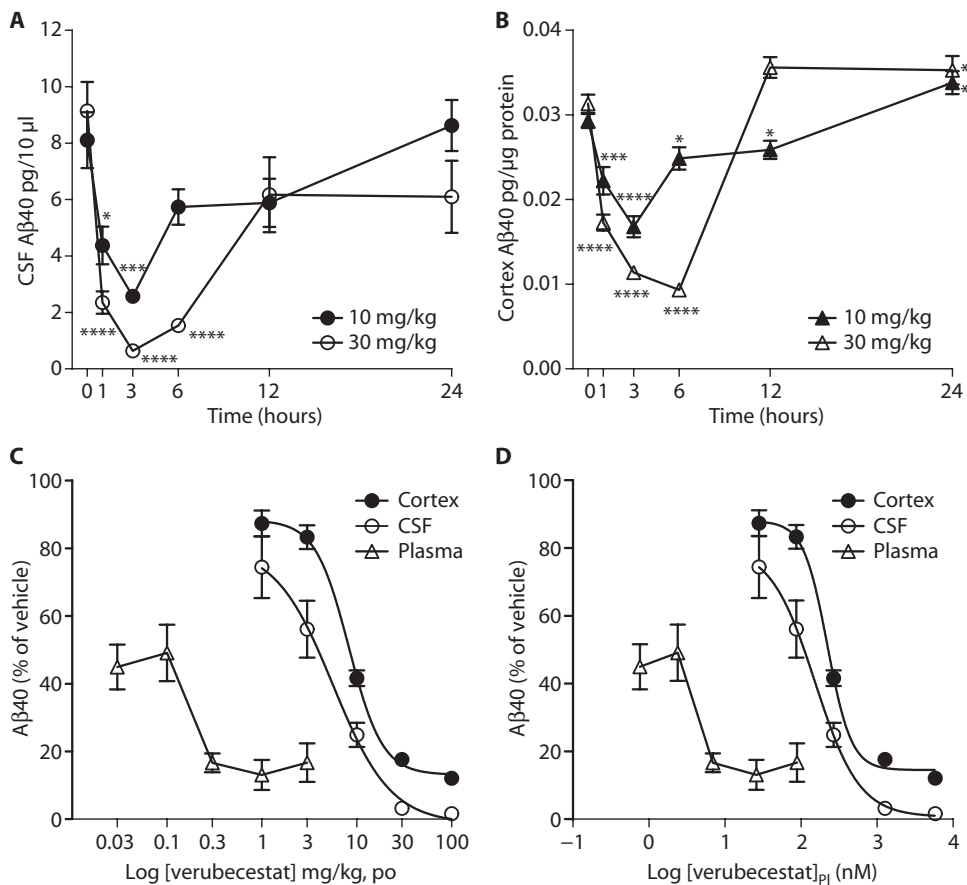 A
CSF Aβ40 pg/10 µl
12
10
8
6
4
2
0
*
***
****
****
****
10 mg/kg
30 mg/kg
0 1 3 6 12 24
Time (hours)
B
Cortex Aβ40 pg/µg protein
0.04
0.03
0.02
0.01
0.00
***
****
*
*
*
*
****
****
****
10 mg/kg
30 mg/kg
0 1 3 6 12 24
Time (hours)
C
Aβ40 (% of vehicle)
100
80
60
40
20
0
Cortex
CSF
Plasma
0.03 0.1 0.3 1 3 10 30 100
Log [verubecestat] mg/kg, po
D
Aβ40 (% of vehicle)
100
80
60
40
20
0
Cortex
CSF
Plasma
−1 0 1 2 3 4
Log [verubecestat]Pl (nM)